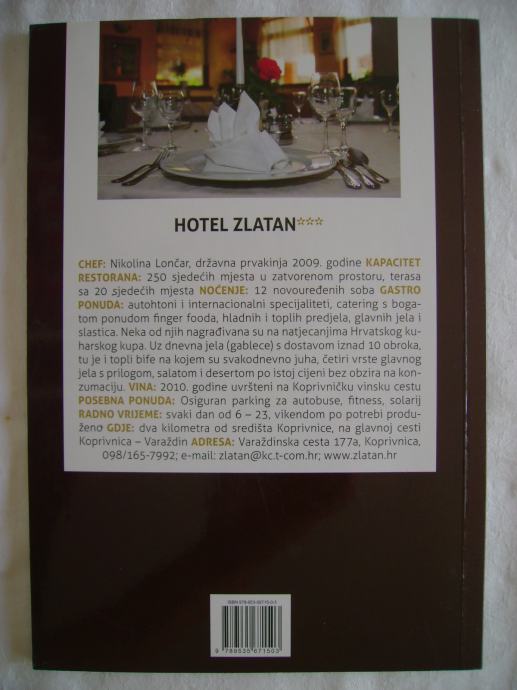 HOTEL ZLATAN☆☆☆
CHEF: Nikolina Lončar, državna prvakinja 2009. godine KAPACITET
RESTORANA: 250 sjedećih mjesta u zatvorenom prostoru, terasa
sa 20 sjedećih mjesta NOĆENJE: 12 novouređenih soba GASTRO
PONUDA: autohtoni i internacionalni specijaliteti, catering s boga-
tom ponudom finger fooda, hladnih i toplih predjela, glavnih jela i
slastica. Neka od njih nagrađivana su na natjecanjima Hrvatskog ku-
harskog kupa. Uz dnevna jela (gablece) s dostavom iznad 10 obroka,
tu je i topli bife na kojem su svakodnevno juha, četiri vrste glavnog
jela s prilogom, salatom i desertom po istoj cijeni bez obzira na kon-
zumaciju. VINA: 2010. godine uvršteni na Koprivničku vinsku cestu
POSEBNA PONUDA: Osiguran parking za autobuse, fitness, solarij
RADNO VRIJEME: svaki dan od 6 – 23, vikendom po potrebi produ-
ženo GDJE: dva kilometra od središta Koprivnice, na glavnoj cesti
Koprivnica – Varaždin ADRESA: Varaždinska cesta 177a, Koprivnica,
098/165-7992; e-mail: zlatan@kc.t-com.hr; www.zlatan.hr
9 789535 671503